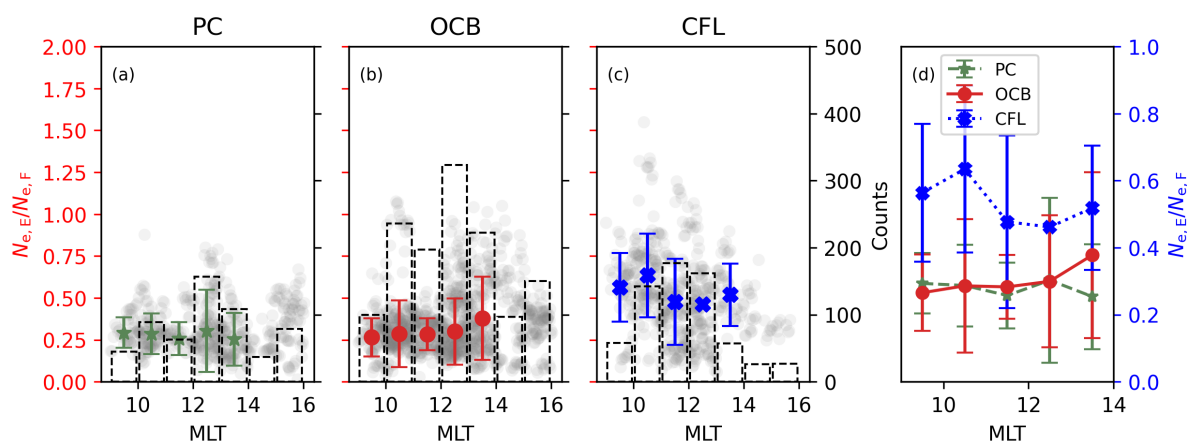 PC
OCB
CFL
2.00
1.75
1.50
1.25
1.00
0.75
0.50
0.25
0.00
N_e, E/N_e, F
(a)
10 12 14 16
MLT
(b)
10 12 14 16
MLT
(c)
10 12 14 16
MLT
500
400
300
200
100
0
Counts
(d)
PC
OCB
CFL
10 12 14
MLT
1.0
0.8
0.6
0.4
0.2
0.0
N_e, E/N_e, F